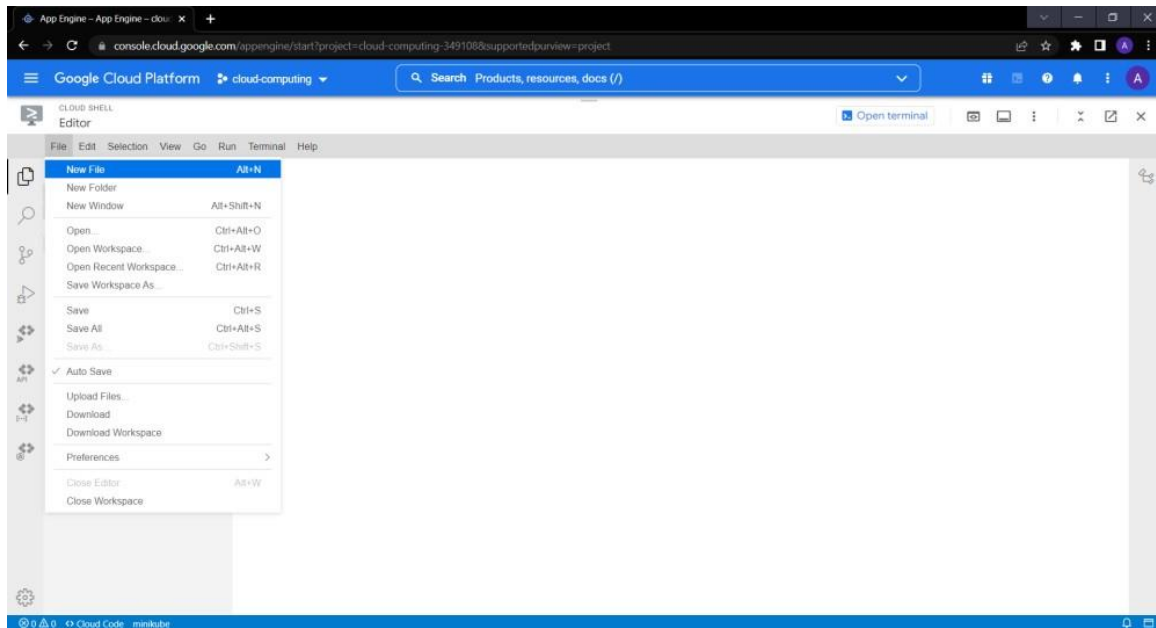 App Engine – App Engine – clou
console.cloud.google.com/appengine/start?project=cloud-computing-349108&supportedpurview=project
A
Google Cloud Platform cloud-computing Search Products, resources, docs (/) A
CLOUD SHELL
Editor Open terminal
File Edit Selection View Go Run Terminal Help
New File Alt+N
New Folder
New Window Alt+Shift+N
Open... Ctrl+Alt+O
Open Workspace... Ctrl+Alt+W
Open Recent Workspace... Ctrl+Alt+R
Save Workspace As...
Save Ctrl+S
Save All Ctrl+Alt+S
Save As... Ctrl+Shift+S
Auto Save
API
Upload Files...
Download
Download Workspace
Preferences
Close Editor Alt+W
Close Workspace
0 0 Cloud Code minikube